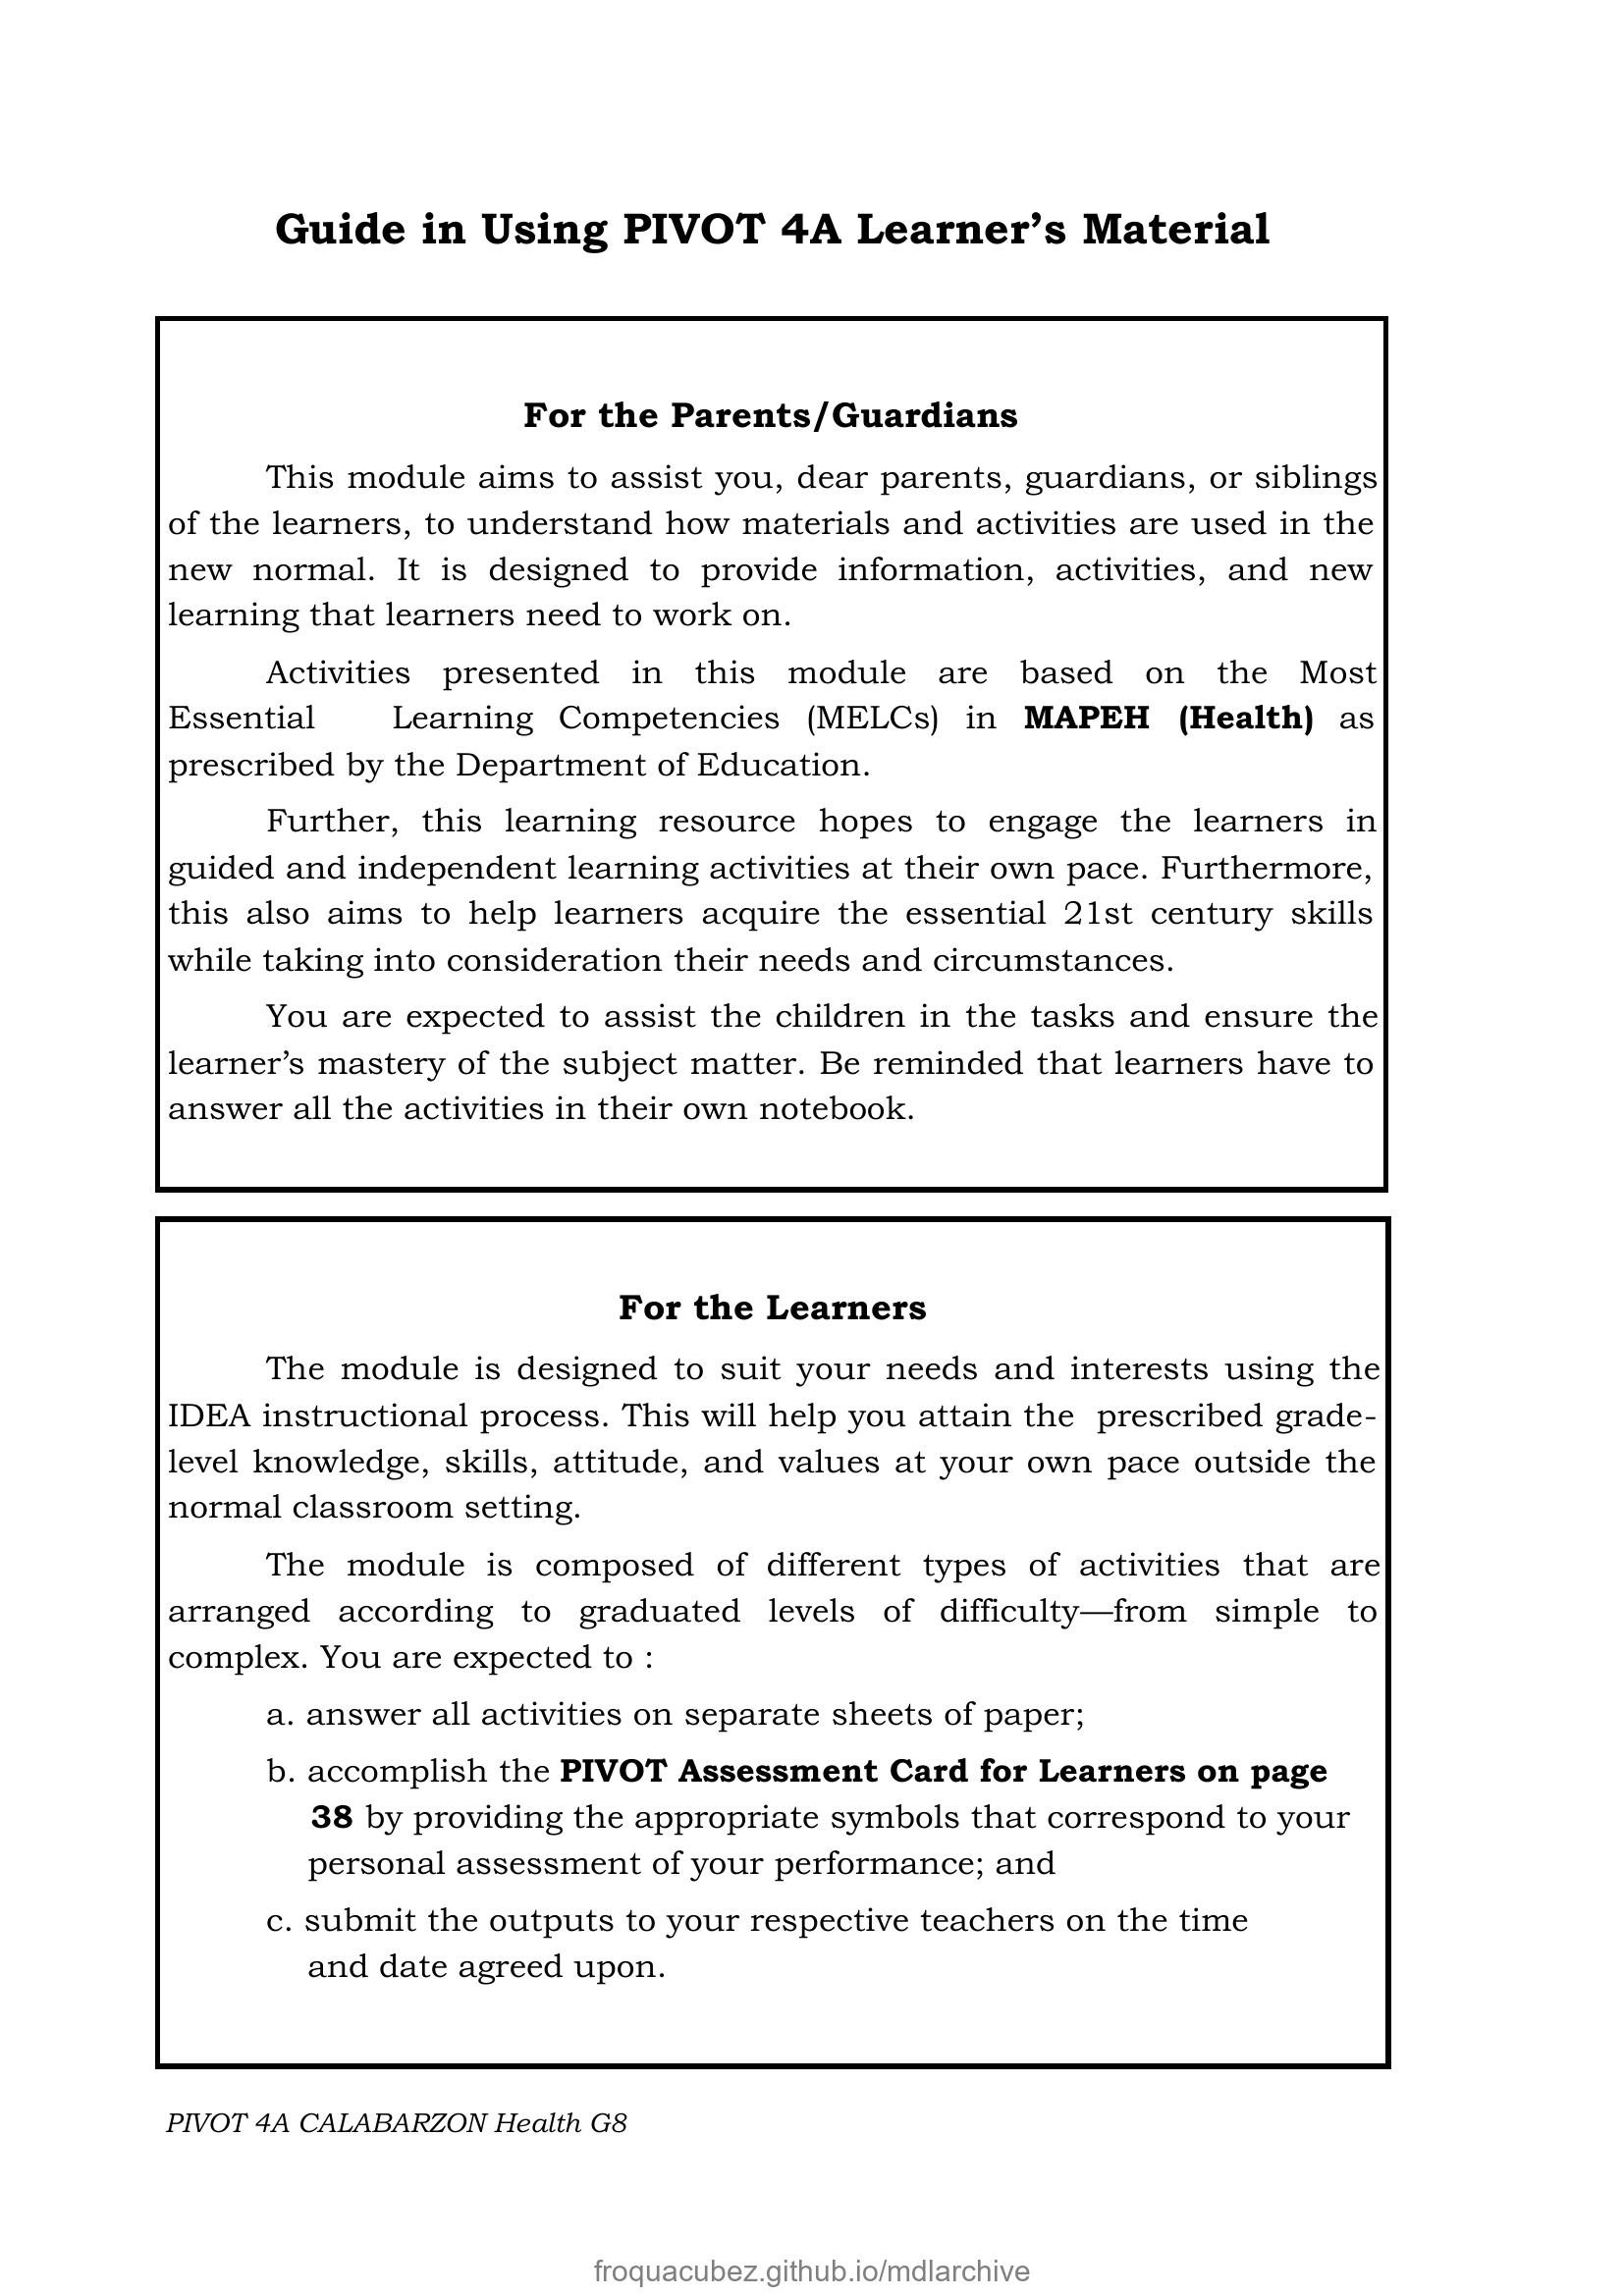 Guide in Using PIVOT 4A Learner’s Material
For the Parents/Guardians
This module aims to assist you, dear parents, guardians, or siblings
of the learners, to understand how materials and activities are used in the
new normal. It is designed to provide information, activities, and new
learning that learners need to work on.
Activities presented in this module are based on the Most
Essential Learning Competencies (MELCs) in MAPEH (Health) as
prescribed by the Department of Education.
Further, this learning resource hopes to engage the learners in
guided and independent learning activities at their own pace. Furthermore,
this also aims to help learners acquire the essential 21st century skills
while taking into consideration their needs and circumstances.
You are expected to assist the children in the tasks and ensure the
learner’s mastery of the subject matter. Be reminded that learners have to
answer all the activities in their own notebook.
For the Learners
The module is designed to suit your needs and interests using the
IDEA instructional process. This will help you attain the prescribed grade-
level knowledge, skills, attitude, and values at your own pace outside the
normal classroom setting.
The module is composed of different types of activities that are
arranged according to graduated levels of difficulty—from simple to
complex. You are expected to :
a. answer all activities on separate sheets of paper;
b. accomplish the PIVOT Assessment Card for Learners on page
38 by providing the appropriate symbols that correspond to your
personal assessment of your performance; and
c. submit the outputs to your respective teachers on the time
and date agreed upon.
PIVOT 4A CALABARZON Health G8
froquacubez.github.io/mdlarchive